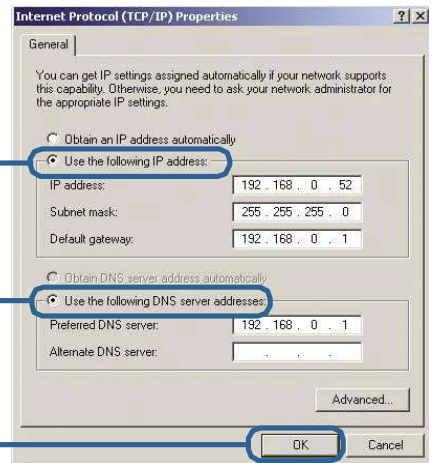 Internet Protocol (TCP/IP) Properties
General
You can get IP settings assigned automatically if your network supports
this capability. Otherwise, you need to ask your network administrator for
the appropriate IP settings.
Obtain an IP address automatically
Use the following IP address:
IP address: 192 . 168 . 0 . 52
Subnet mask: 255 . 255 . 255 . 0
Default gateway: 192 . 168 . 0 . 1
Obtain DNS server address automatically
Use the following DNS server addresses:
Preferred DNS server: 192 . 168 . 0 . 1
Alternate DNS server: . . .
Advanced...
OK Cancel